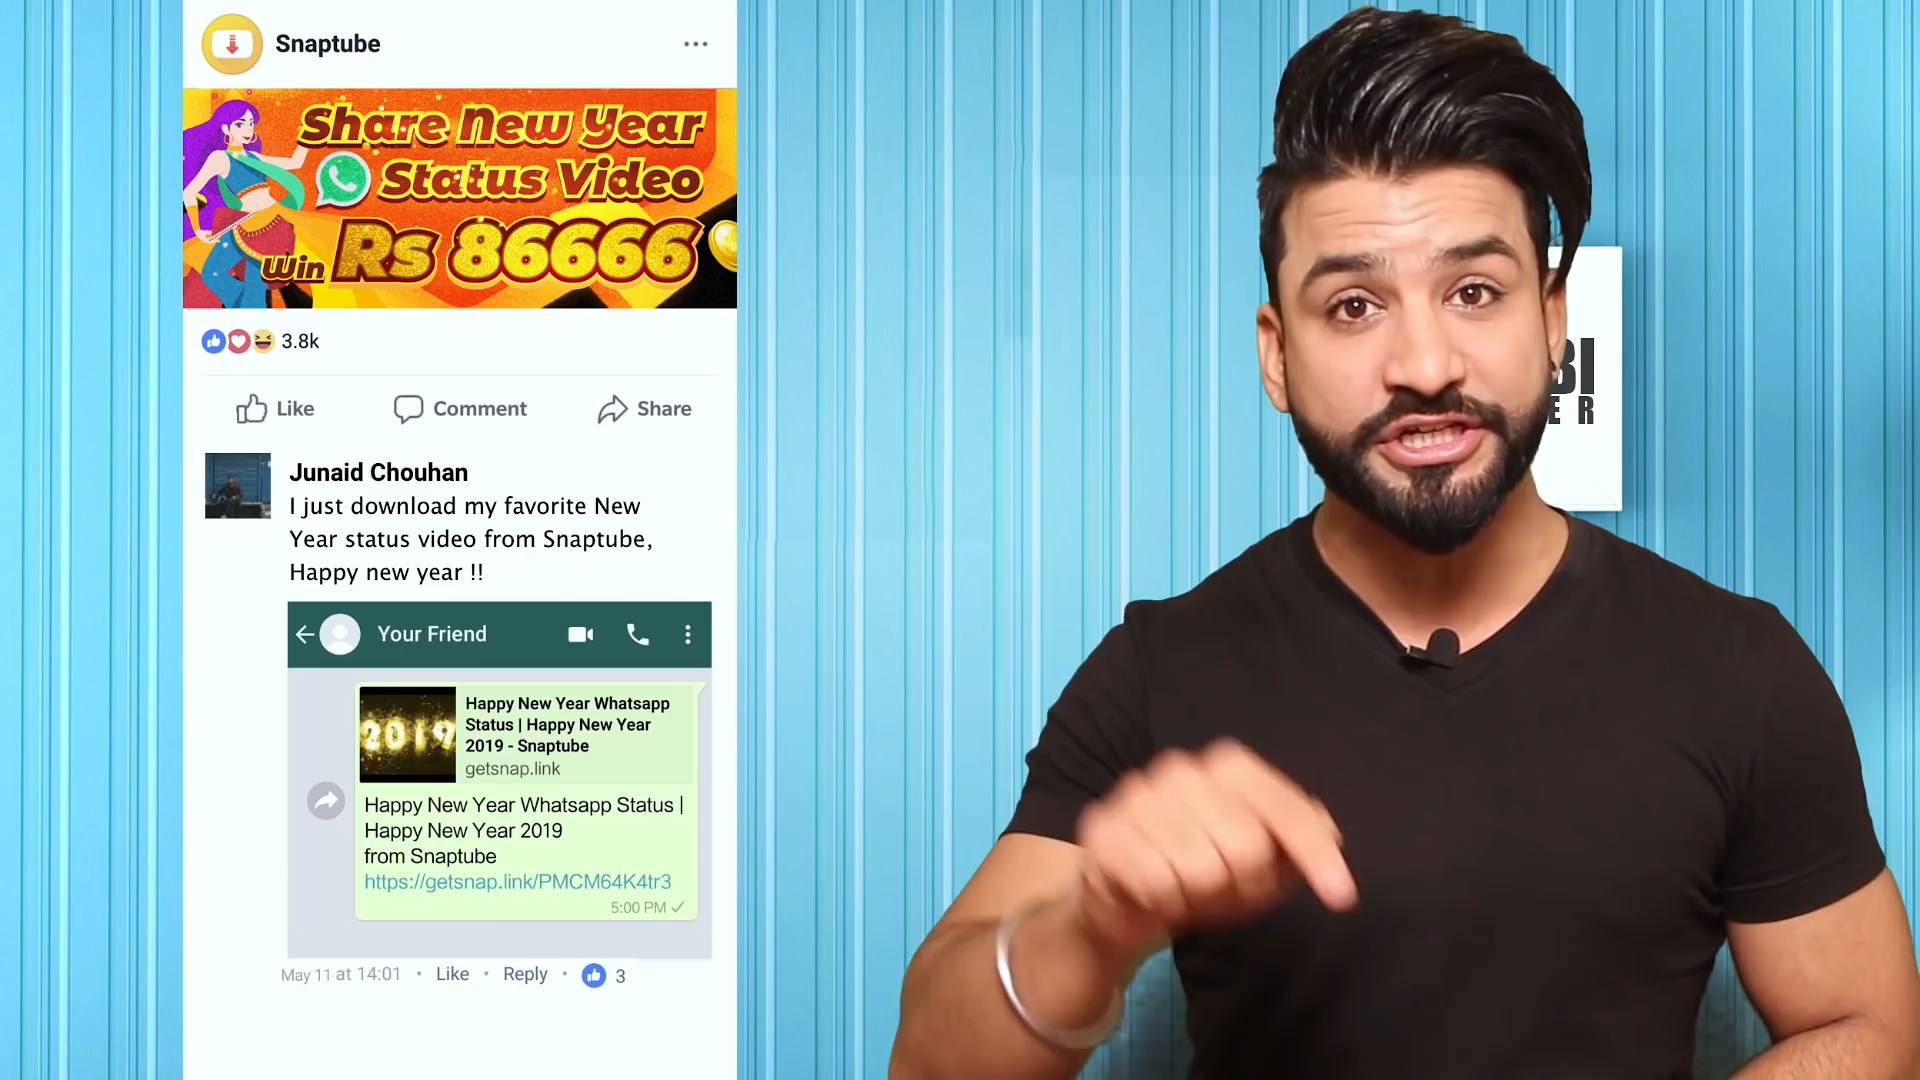 Snaptube
Share New Year
Status Video
Win Rs 86666
3.8k
Like Comment Share
Junaid Chouhan
I just download my favorite New
Year status video from Snaptube,
Happy new year !!
Your Friend
2019
Happy New Year Whatsapp
Status | Happy New Year
2019 - Snaptube
getsnap.link
Happy New Year Whatsapp Status |
Happy New Year 2019
from Snaptube
https://getsnap.link/PMCM64K4tr3
5:00 PM
May 11 at 14:01 • Like • Reply • 3
BI
ER